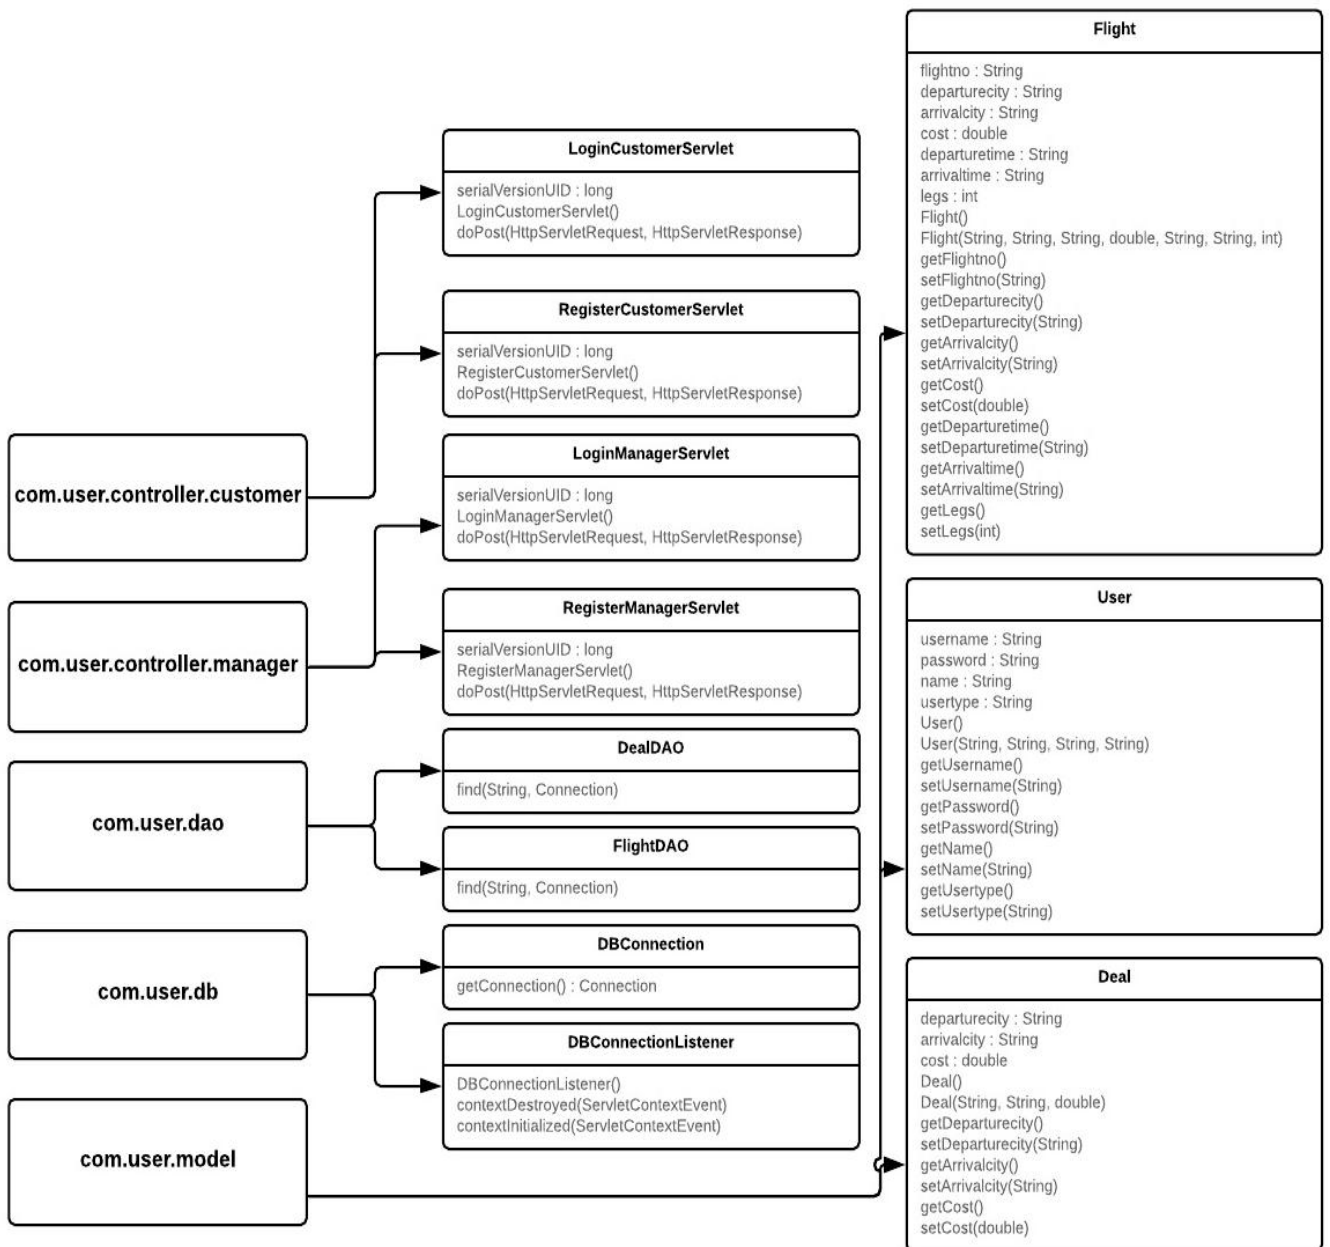 com.user.controller.customer
com.user.controller.manager
com.user.dao
com.user.db
com.user.model
LoginCustomerServlet
serialVersionUID : long
LoginCustomerServlet()
doPost(HttpServletRequest, HttpServletResponse)
RegisterCustomerServlet
serialVersionUID : long
RegisterCustomerServlet()
doPost(HttpServletRequest, HttpServletResponse)
LoginManagerServlet
serialVersionUID : long
LoginManagerServlet()
doPost(HttpServletRequest, HttpServletResponse)
RegisterManagerServlet
serialVersionUID : long
RegisterManagerServlet()
doPost(HttpServletRequest, HttpServletResponse)
DealDAO
find(String, Connection)
FlightDAO
find(String, Connection)
DBConnection
getConnection() : Connection
DBConnectionListener
DBConnectionListener()
contextDestroyed(ServletContextEvent)
contextInitialized(ServletContextEvent)
Flight
flightno : String
departurecity : String
arrivalcity : String
cost : double
departuretime : String
arrivaltime : String
legs : int
Flight()
Flight(String, String, String, double, String, String, int)
getFlightno()
setFlightno(String)
getDeparturecity()
setDeparturecity(String)
getArrivalcity()
setArrivalcity(String)
getCost()
setCost(double)
getDeparturetime()
setDeparturetime(String)
getArrivaltime()
setArrivaltime(String)
getLegs()
setLegs(int)
User
username : String
password : String
name : String
usertype : String
User()
User(String, String, String, String)
getUsername()
setUsername(String)
getPassword()
setPassword(String)
getName()
setName(String)
getUsertype()
setUsertype(String)
Deal
departurecity : String
arrivalcity : String
cost : double
Deal()
Deal(String, String, double)
getDeparturecity()
setDeparturecity(String)
getArrivalcity()
setArrivalcity(String)
getCost()
setCost(double)